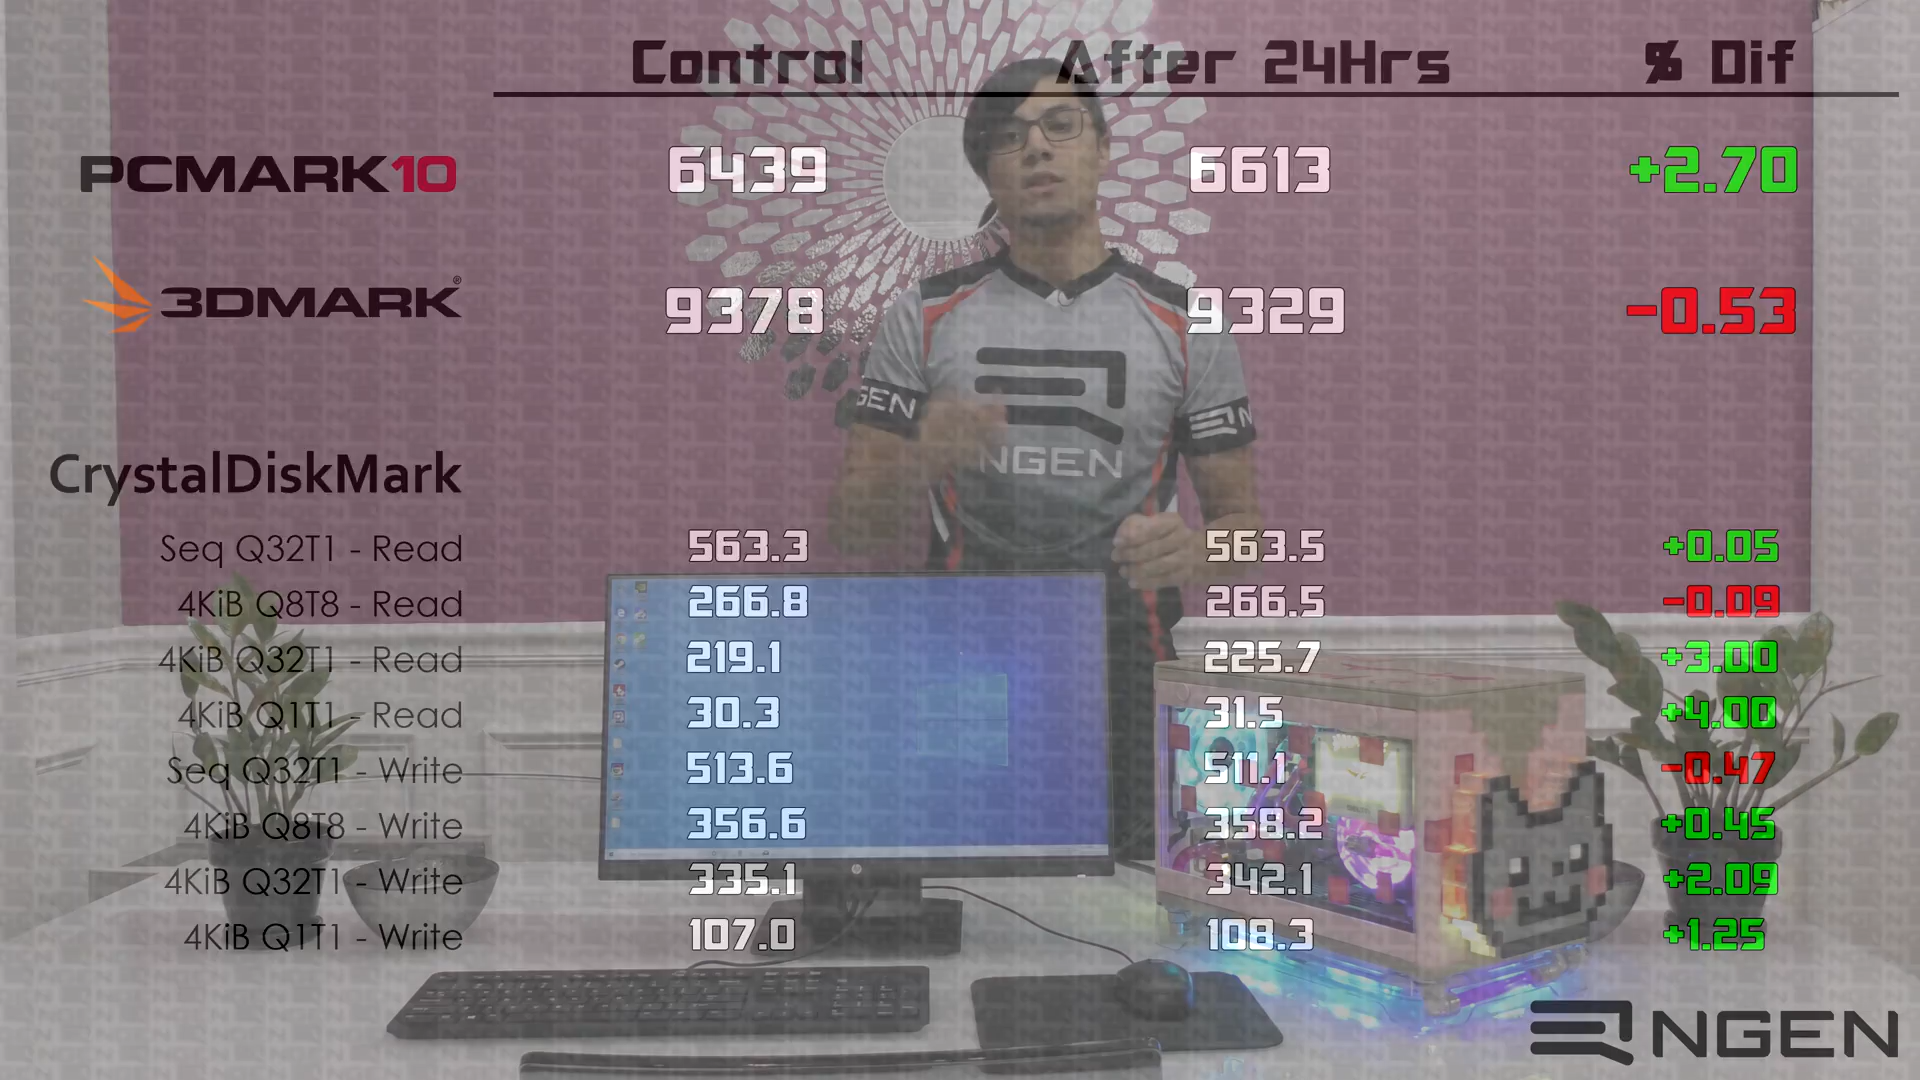 Control After 24Hrs % Dif
PCMARK10 6439 6613 +2.70
3DMARK® 9378 9329 -0.53
CrystalDiskMark
Seq Q32T1 - Read 563.3 563.5 +0.05
4KiB Q8T8 - Read 266.8 266.5 -0.09
4KiB Q32T1 - Read 219.1 225.7 +3.00
4KiB Q1T1 - Read 30.3 31.5 +4.00
Seq Q32T1 - Write 513.6 511.1 -0.47
4KiB Q8T8 - Write 356.6 358.2 +0.45
4KiB Q32T1 - Write 335.1 342.1 +2.09
4KiB Q1T1 - Write 107.0 108.3 +1.25
GEN
NGEN
N
NGEN